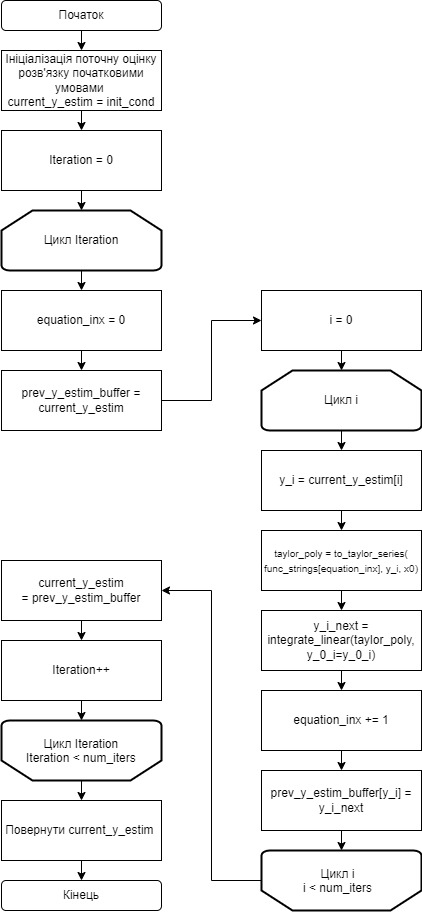 Початок
Ініціалізація поточну оцінку
розв'язку початковими
умовами
current_y_estim = init_cond
Iteration = 0
Цикл Iteration
equation_inx = 0
prev_y_estim_buffer =
current_y_estim
i = 0
Цикл i
y_i = current_y_estim[i]
taylor_poly = to_taylor_series(
func_strings[equation_inx], y_i, x0)
y_i_next =
integrate_linear(taylor_poly,
y_0_i=y_0_i)
equation_inx += 1
prev_y_estim_buffer[y_i] =
y_i_next
Цикл i
i < num_iters
current_y_estim
= prev_y_estim_buffer
Iteration++
Цикл Iteration
Iteration < num_iters
Повернути current_y_estim
Кінець